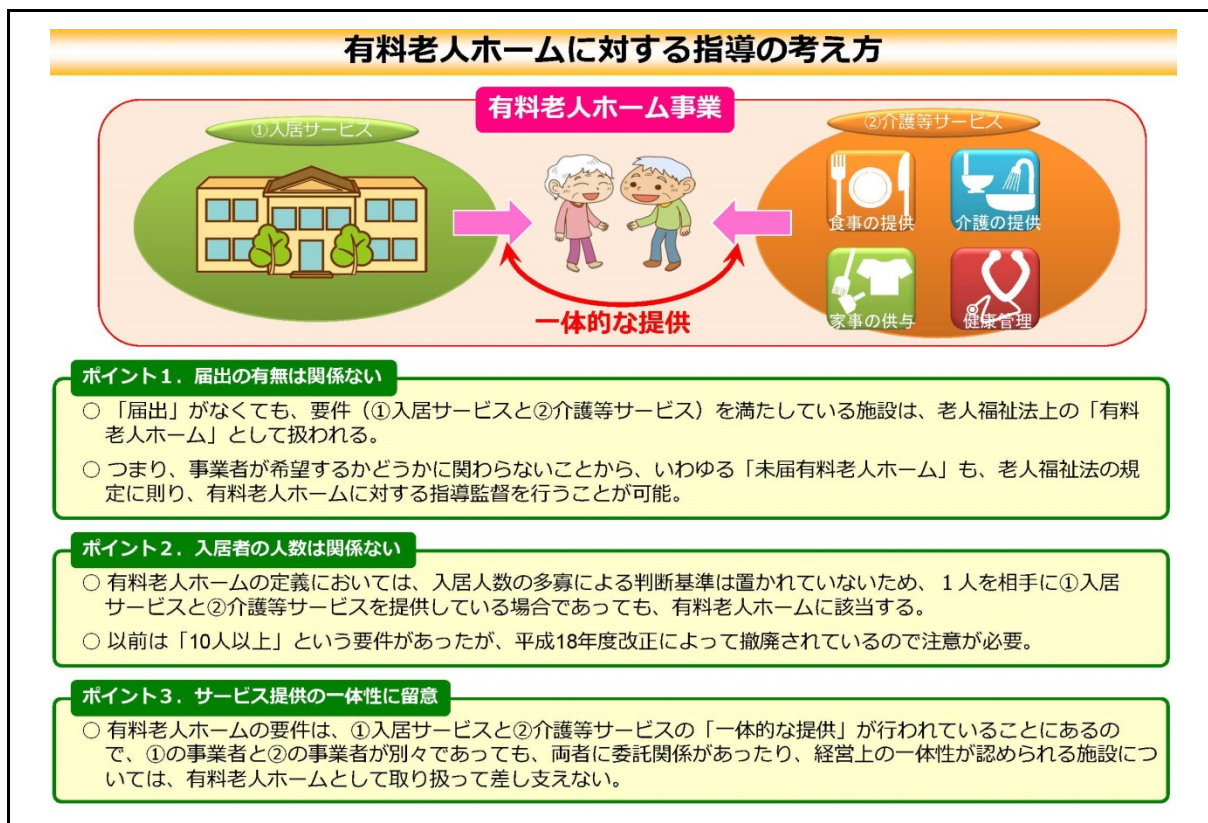 有料老人ホームに対する指導の考え方
有料老人ホーム事業
①入居サービス
②介護等サービス
食事の提供
介護の提供
家事の供与
健康管理
一体的な提供
ポイント１．届出の有無は関係ない
○ 「届出」がなくても、要件（①入居サービスと②介護等サービス）を満たしている施設は、老人福祉法上の「有料
老人ホーム」として扱われる。
○ つまり、事業者が希望するかどうかに関わらないことから、いわゆる「未届有料老人ホーム」も、老人福祉法の規
定に則り、有料老人ホームに対する指導監督を行うことが可能。
ポイント２．入居者の人数は関係ない
○ 有料老人ホームの定義においては、入居人数の多寡による判断基準は置かれていないため、１人を相手に①入居
サービスと②介護等サービスを提供している場合であっても、有料老人ホームに該当する。
○ 以前は「10人以上」という要件があったが、平成18年度改正によって撤廃されているので注意が必要。
ポイント３．サービス提供の一体性に留意
○ 有料老人ホームの要件は、①入居サービスと②介護等サービスの「一体的な提供」が行われていることにあるの
で、①の事業者と②の事業者が別々であっても、両者に委託関係があったり、経営上の一体性が認められる施設につ
いては、有料老人ホームとして取り扱って差し支えない。